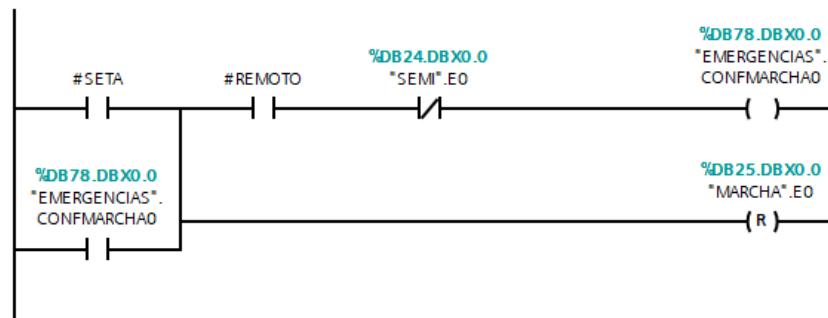 #SETA
#REMOTO
%DB24.DBX0.0
"SEMI".E0
%DB78.DBX0.0
"EMERGENCIAS".
CONFMARCHA0
%DB78.DBX0.0
"EMERGENCIAS".
CONFMARCHA0
%DB25.DBX0.0
"MARCHA".E0
R